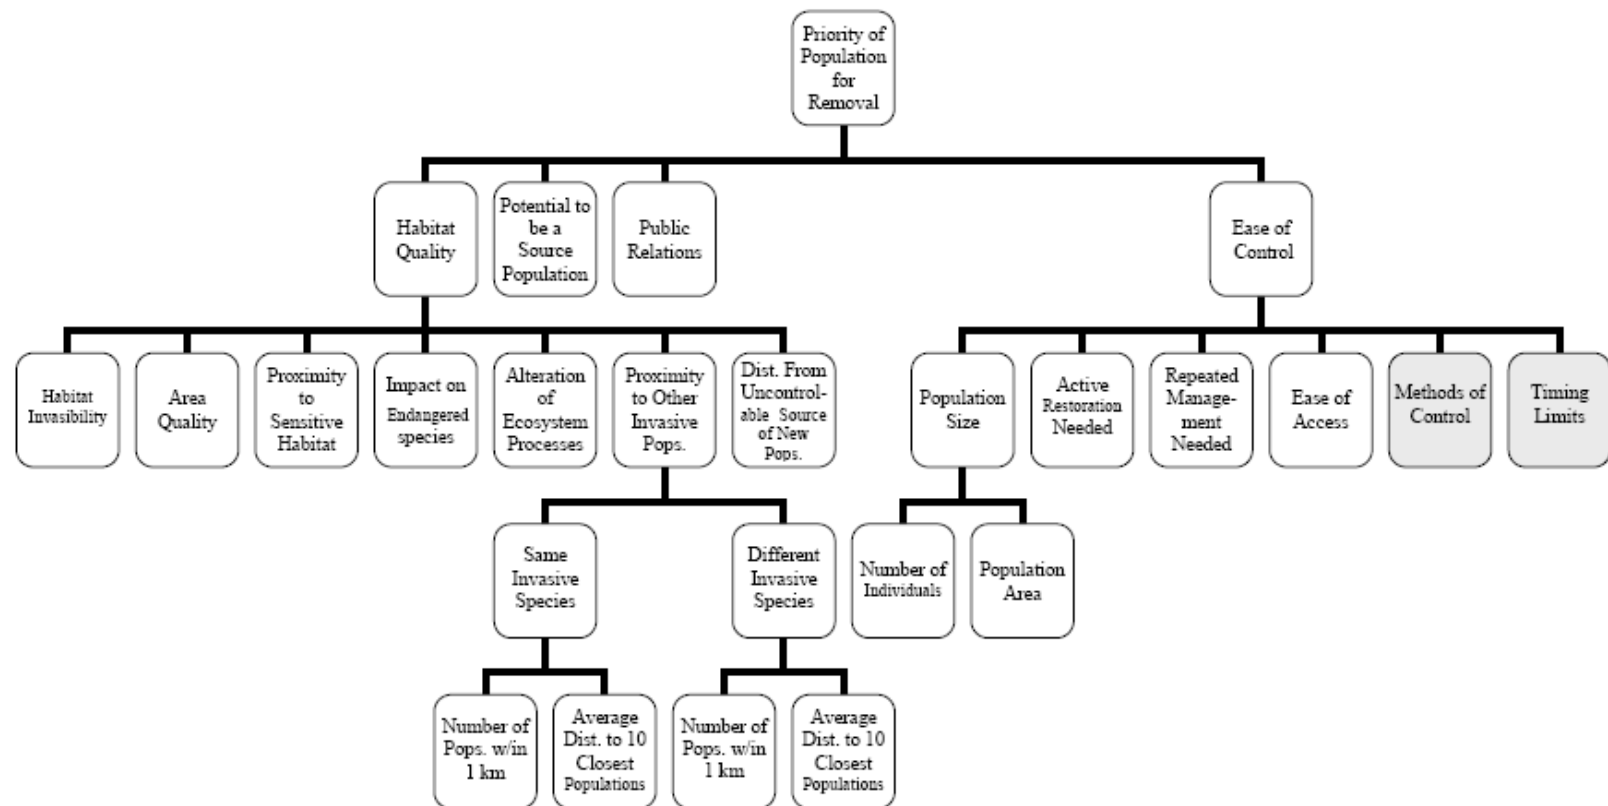 Priority of
Population
for
Removal
Habitat
Quality
Potential to
be a
Source
Population
Public
Relations
Ease of
Control
Habitat
Invasibility
Area
Quality
Proximity
to
Sensitive
Habitat
Impact on
Endangered
species
Alteration
of
Ecosystem
Processes
Proximity
to Other
Invasive
Pops.
Dist. From
Uncontrol-
able Source
of New
Pops.
Population
Size
Active
Restoration
Needed
Repeated
Manage-
ment
Needed
Ease of
Access
Methods of
Control
Timing
Limits
Same
Invasive
Species
Different
Invasive
Species
Number of
Individuals
Population
Area
Number of
Pops. w/in
1 km
Average
Dist. to 10
Closest
Populations
Number of
Pops. w/in
1 km
Average
Dist. to 10
Closest
Populations